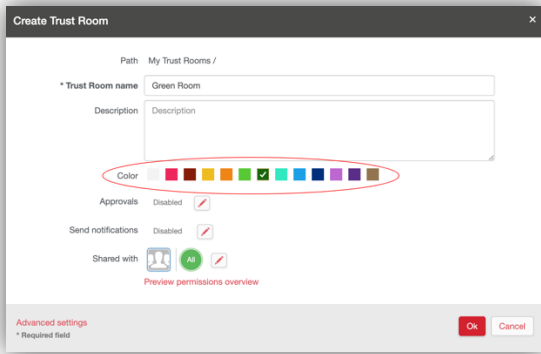 Create Trust Room ×
Path My Trust Rooms /
* Trust Room name Green Room
Description Description
Color
Approvals Disabled
Send notifications Disabled
Shared with All
Preview permissions overview
Advanced settings
* Required field
Ok Cancel